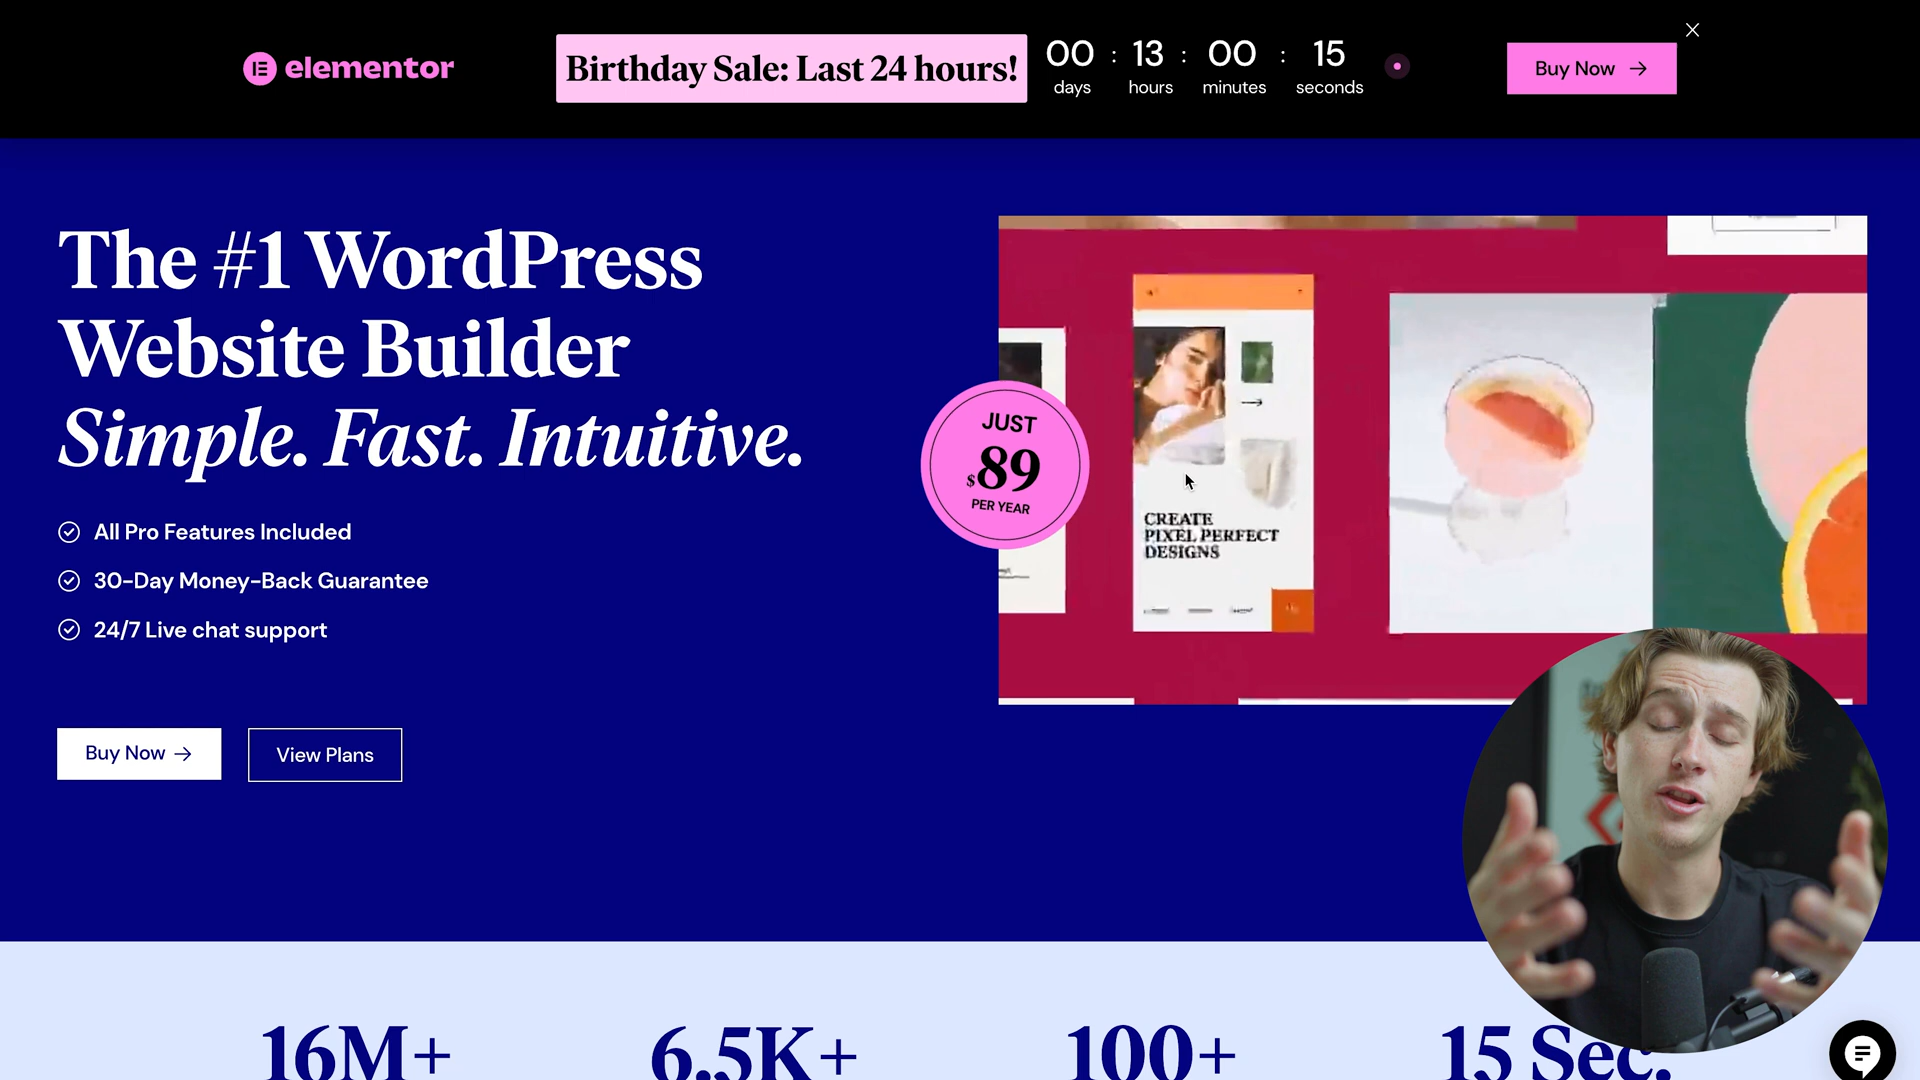 elementor
Birthday Sale: Last 24 hours!
00 : 13 : 00 : 15
days hours minutes seconds
Buy Now →
The #1 WordPress
Website Builder
Simple. Fast. Intuitive.
All Pro Features Included
30-Day Money-Back Guarantee
24/7 Live chat support
Buy Now →
View Plans
JUST
$89
PER YEAR
CREATE
PIXEL PERFECT
DESIGNS
16M+
6.5K+
100+
15 Sec.